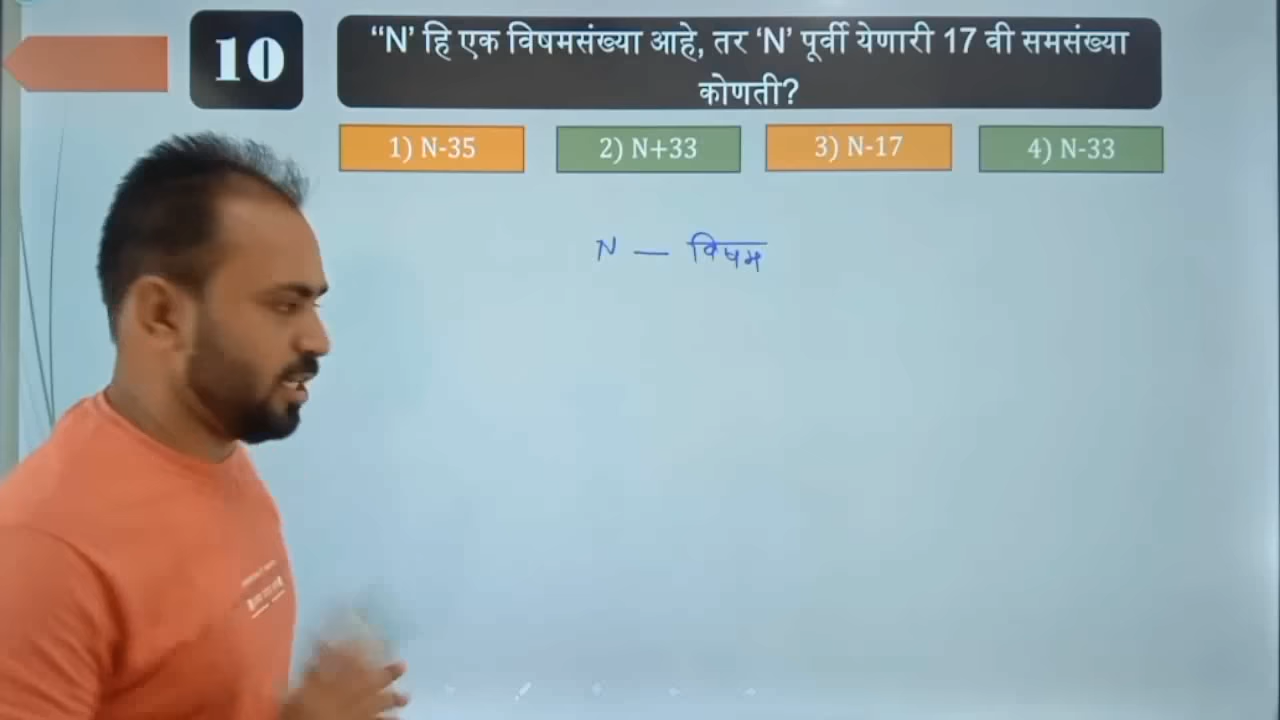 10
“N’ हि एक विषमसंख्या आहे, तर ‘N’ पूर्वी येणारी 17 वी समसंख्या
कोणती?
1) N-35
2) N+33
3) N-17
4) N-33
N — विषम